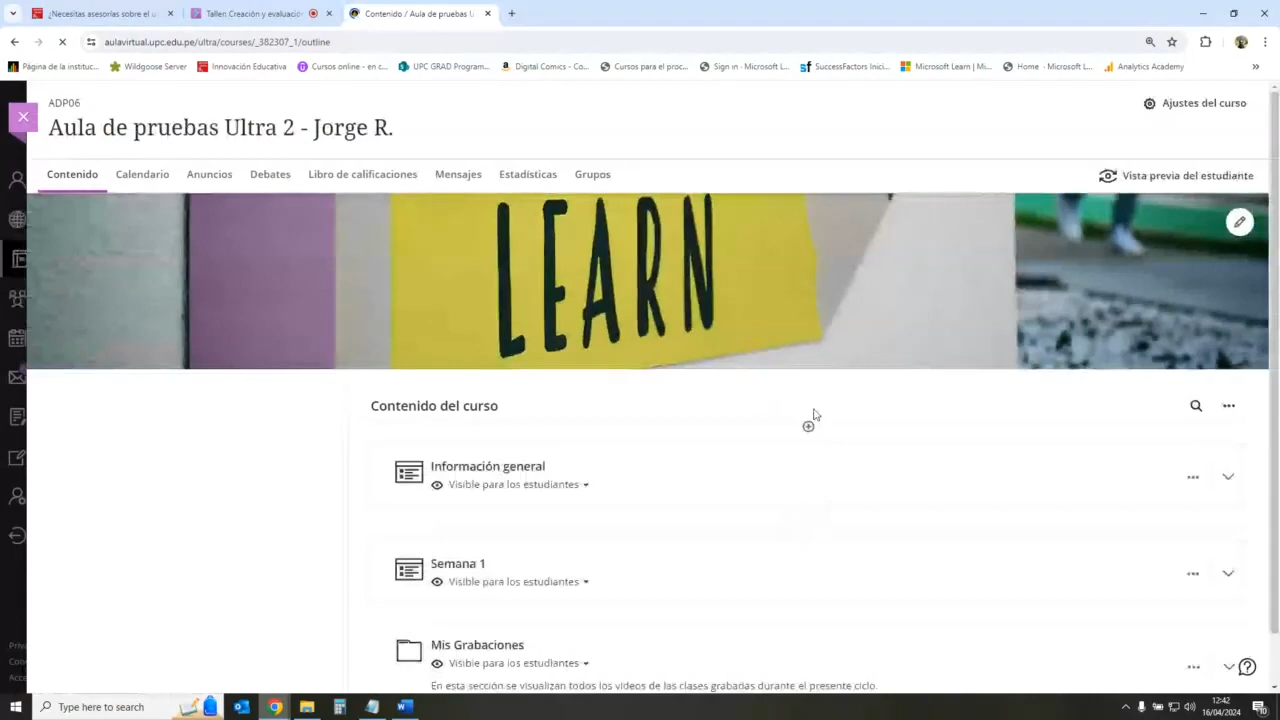 ¿Necesitas asesorías sobre el u
Taller: Creación y evaluación
Contenido / Aula de pruebas U
aulavirtual.upc.edu.pe/ultra/courses/_382307_1/outline
Página de la instituc...
Wildgoose Server
Innovación Educativa
Cursos online - en c...
UPC GRAD Program...
Digital Comics - Co...
Cursos para el proc...
Sign in - Microsoft L...
SuccessFactors Inici...
Microsoft Learn | Mi...
Home - Microsoft L...
Analytics Academy
ADP06
Ajustes del curso
Aula de pruebas Ultra 2 - Jorge R.
Contenido
Calendario
Anuncios
Debates
Libro de calificaciones
Mensajes
Estadísticas
Grupos
Vista previa del estudiante
LEARN
Contenido del curso
Información general
Visible para los estudiantes
Semana 1
Visible para los estudiantes
Mis Grabaciones
Visible para los estudiantes
En esta sección se visualizan todos los videos de las clases grabadas durante el presente ciclo.
Priva
Cond
Acce
Type here to search
12:42
16/04/2024